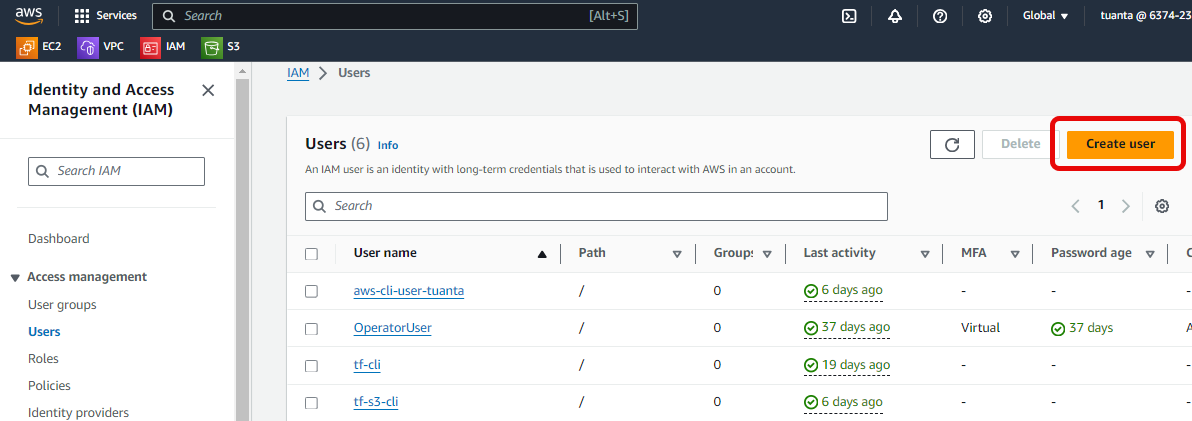 aws Services Search [Alt+S] Global tuanta @ 6374-23
EC2 VPC IAM S3
Identity and Access
Management (IAM)
Search IAM
Dashboard
Access management
User groups
Users
Roles
Policies
Identity providers
IAM > Users
Users (6) Info
Delete Create user
An IAM user is an identity with long-term credentials that is used to interact with AWS in an account.
Search
1
User name Path Groups Last activity MFA Password age C
aws-cli-user-tuanta / 0 6 days ago - -
OperatorUser / 0 37 days ago Virtual 37 days A
tf-cli / 0 19 days ago - -
tf-s3-cli / 0 6 days ago - -